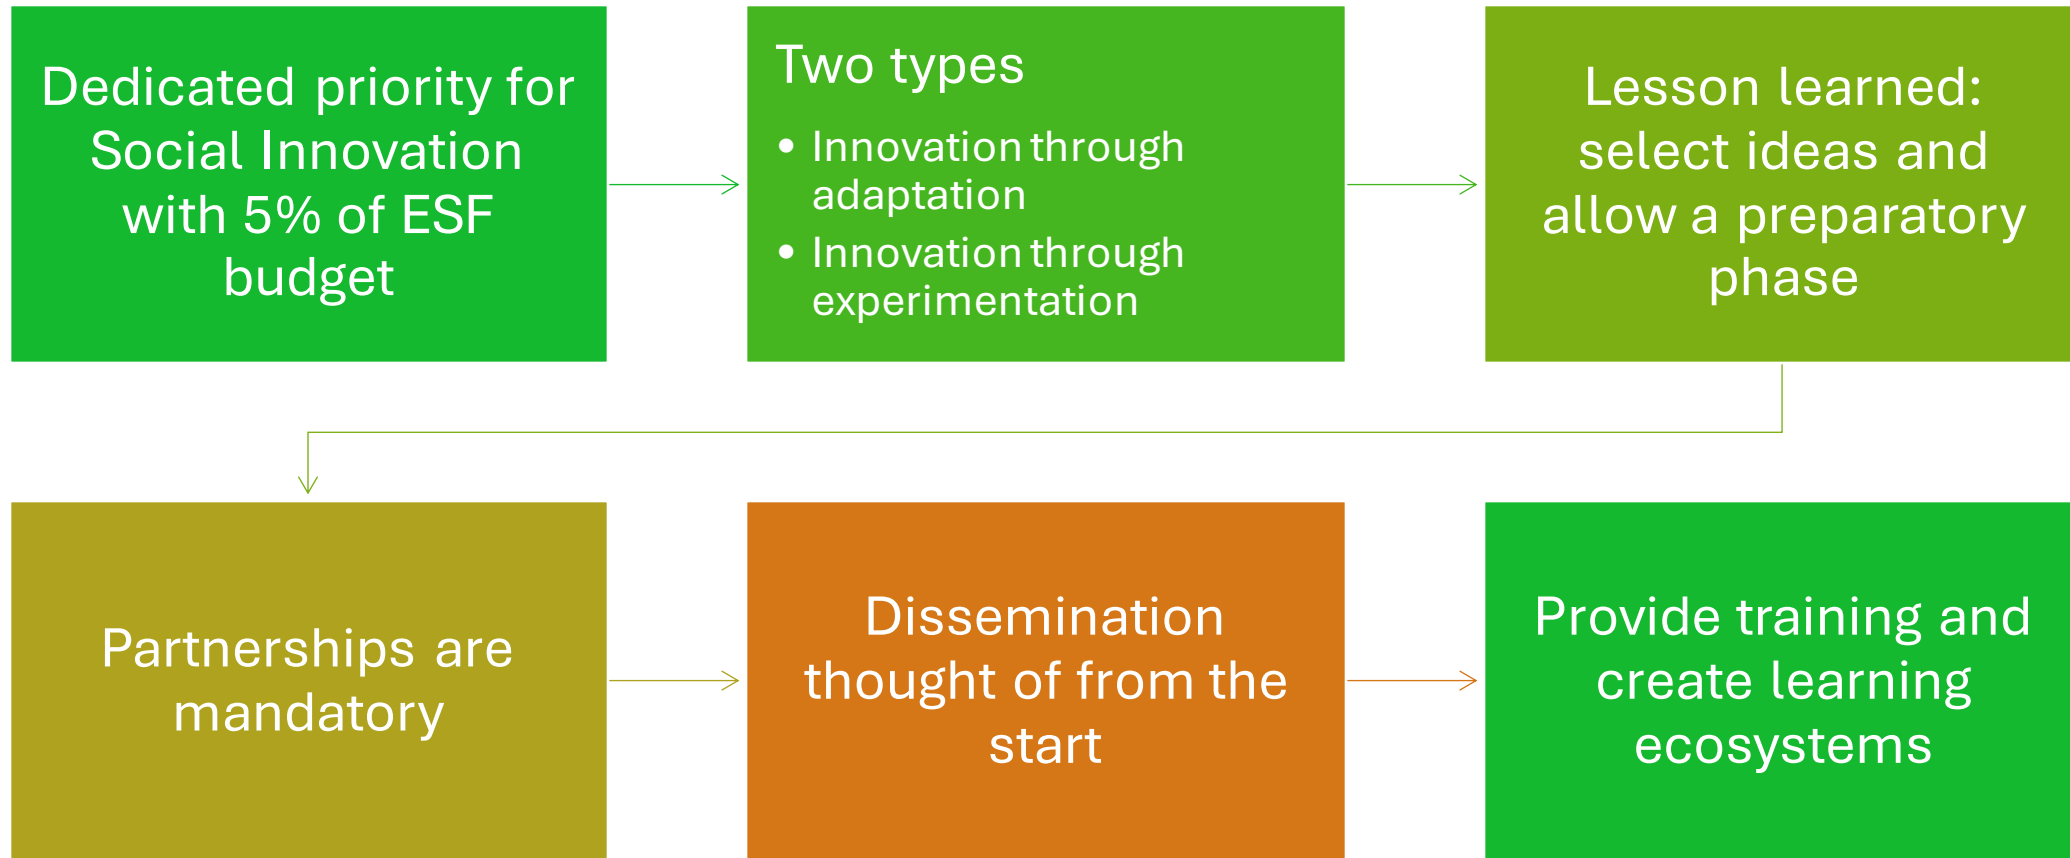 Dedicated priority for
Social Innovation
with 5% of ESF
budget
Two types
• Innovation through
adaptation
• Innovation through
experimentation
Lesson learned:
select ideas and
allow a preparatory
phase
Partnerships are
mandatory
Dissemination
thought of from the
start
Provide training and
create learning
ecosystems